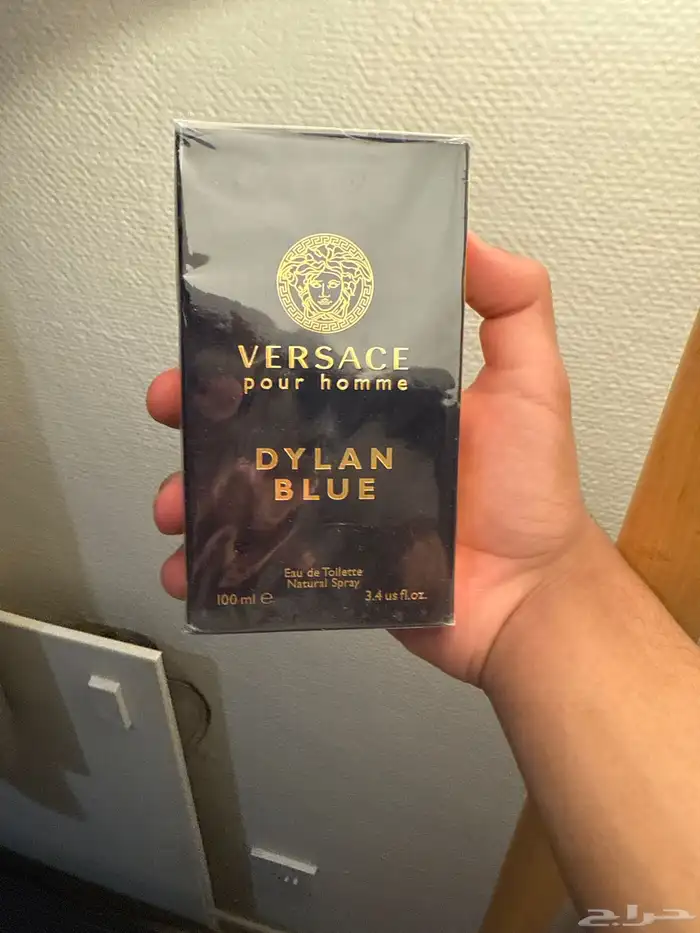 VERSACE
pour homme
DYLAN
BLUE
Eau de Toilette
Natural Spray
100 ml e 3.4 us fl.oz.
حراج